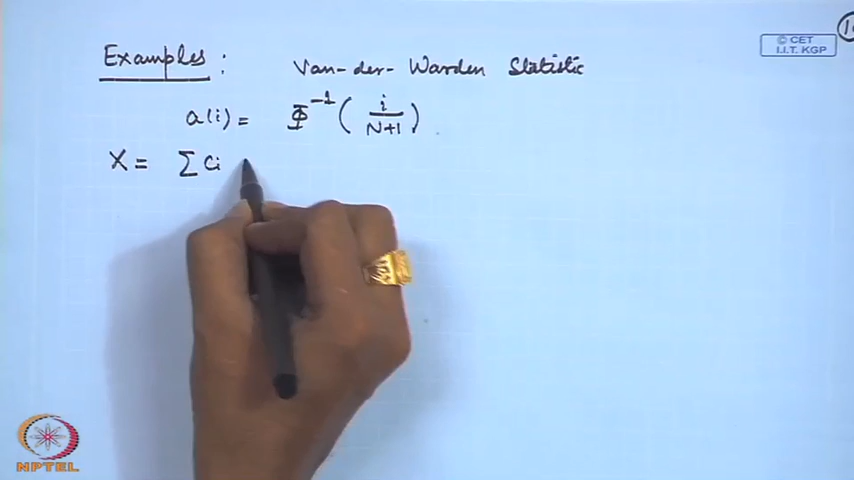 Examples : Van-der-Warden Statistic
a(i) = Φ⁻¹ ( i / N+1 ) .
X = Σ Ci
© CET
I.I.T. KGP
NPTEL